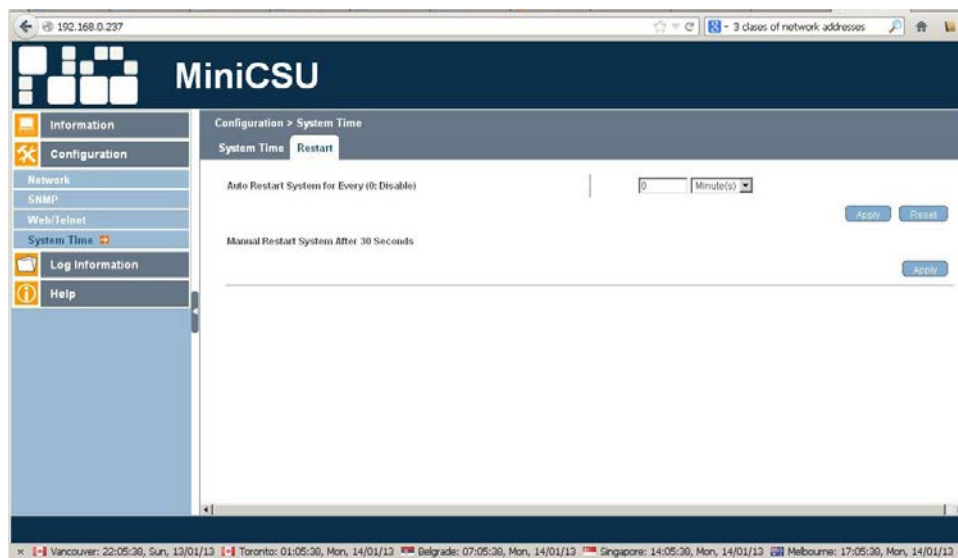 192.168.0.237
3 clases of network addresses
MiniCSU
Information
Configuration
Network
SNMP
Web/Telnet
System Time
Log Information
Help
Configuration > System Time
System Time Restart
Auto Restart System for Every (0: Disable) 0 Minute(s)
Apply Reset
Manual Restart System After 30 Seconds
Apply
Vancouver: 22:05:38, Sun, 13/01/13 Toronto: 01:05:38, Mon, 14/01/13 Belgrade: 07:05:38, Mon, 14/01/13 Singapore: 14:05:38, Mon, 14/01/13 Melbourne: 17:05:38, Mon, 14/01/13